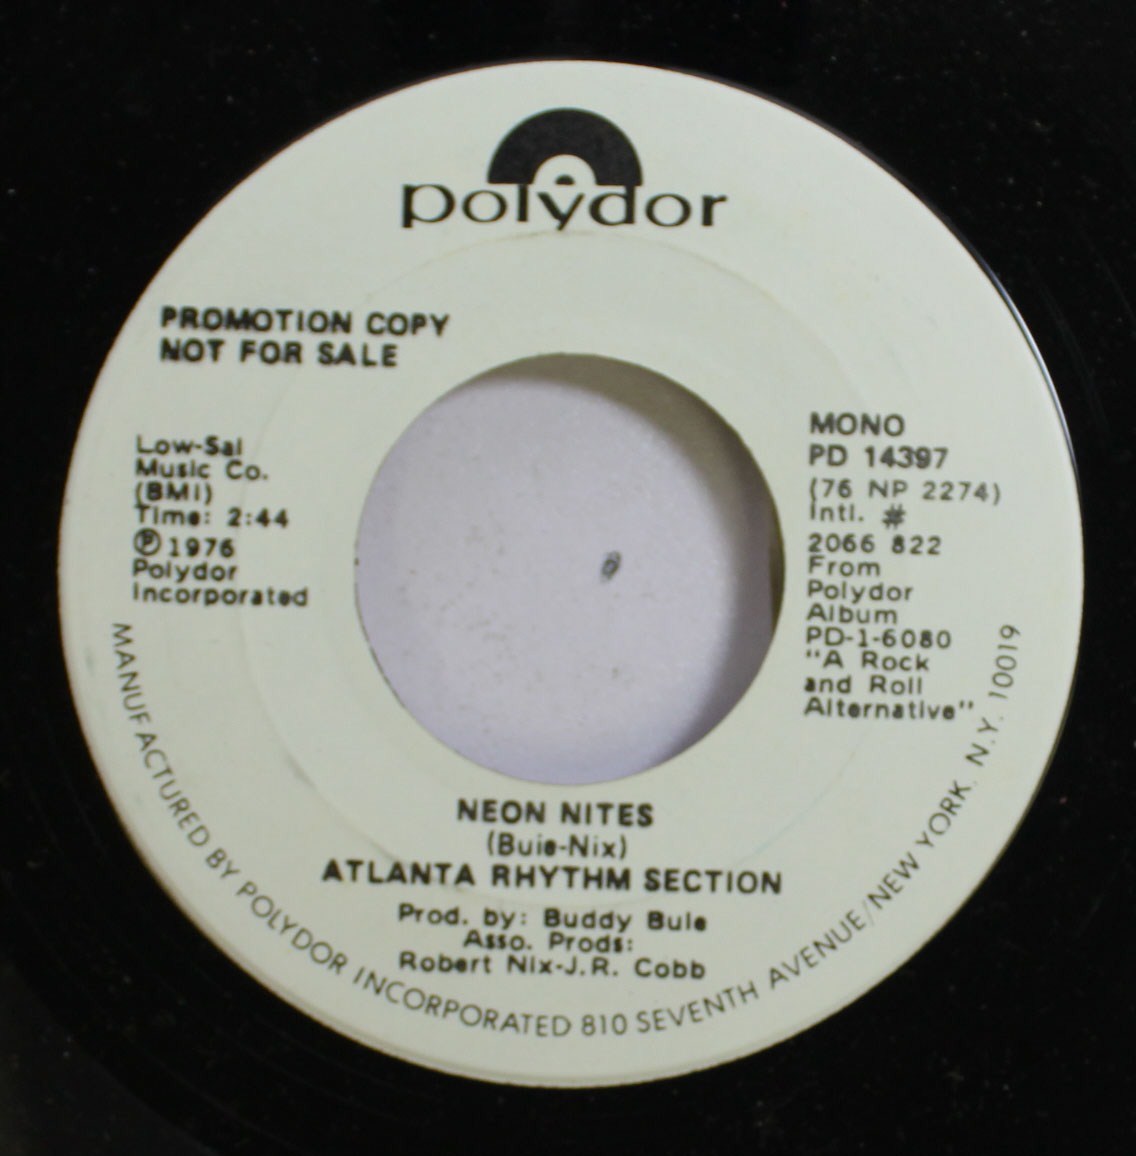 polydor
PROMOTION COPY
NOT FOR SALE
Low-Sal
Music Co.
(BMI)
Time: 2:44
Ⓟ 1976
Polydor
Incorporated
MONO
PD 14397
(76 NP 2274)
Intl. #
2066 822
From
Polydor
Album
PD-1-6080
"A Rock
and Roll
Alternative"
NEON NITES
(Buie-Nix)
ATLANTA RHYTHM SECTION
Prod. by: Buddy Buie
Asso. Prods:
Robert Nix-J.R. Cobb
MANUFACTURED BY POLYDOR INCORPORATED 810 SEVENTH AVENUE/NEW YORK, N.Y. 10019